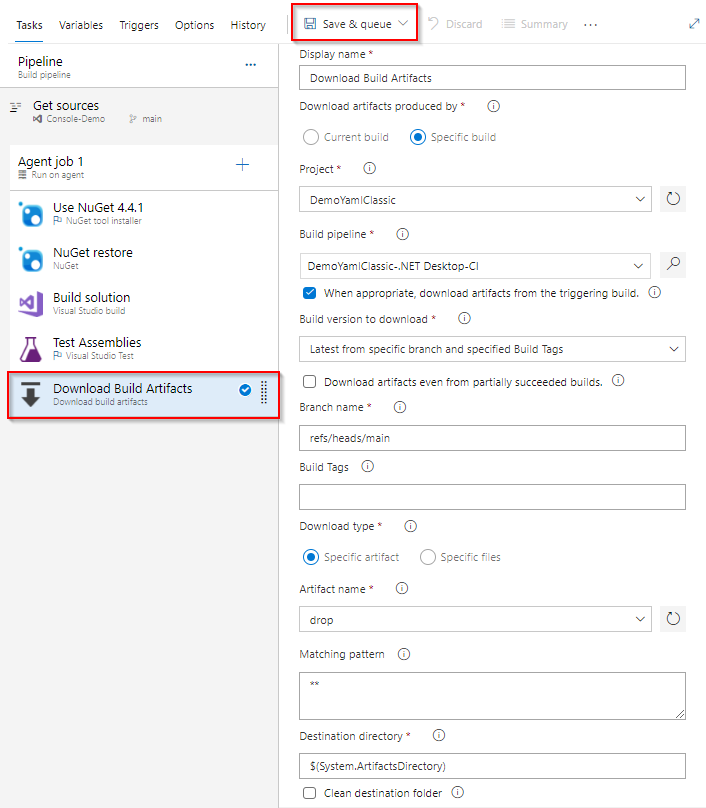 Tasks Variables Triggers Options History Save & queue Discard Summary ...
Pipeline
Build pipeline
...
Get sources
Console-Demo main
Agent job 1
Run on agent
Use NuGet 4.4.1
NuGet tool installer
NuGet restore
NuGet
Build solution
Visual Studio build
Test Assemblies
Visual Studio Test
Download Build Artifacts
Download build artifacts
Display name *
Download Build Artifacts
Download artifacts produced by *
Current build Specific build
Project *
DemoYamlClassic
Build pipeline *
DemoYamlClassic-.NET Desktop-CI
When appropriate, download artifacts from the triggering build.
Build version to download *
Latest from specific branch and specified Build Tags
Download artifacts even from partially succeeded builds.
Branch name *
refs/heads/main
Build Tags
Download type *
Specific artifact Specific files
Artifact name *
drop
Matching pattern
**
Destination directory *
$(System.ArtifactsDirectory)
Clean destination folder